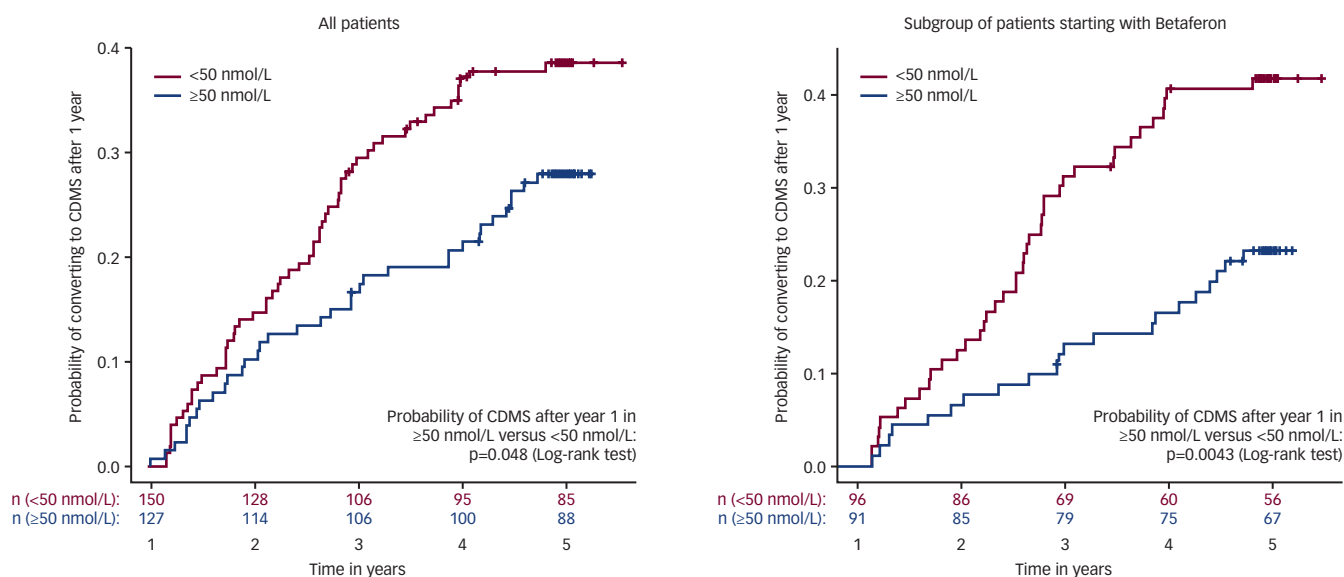 All patients
Probability of converting to CDMS after 1 year
0.4
0.3
0.2
0.1
0.0
<50 nmol/L
≥50 nmol/L
Probability of CDMS after year 1 in
≥50 nmol/L versus <50 nmol/L:
p=0.048 (Log-rank test)
n (<50 nmol/L): 150 128 106 95 85
n (≥50 nmol/L): 127 114 106 100 88
1 2 3 4 5
Time in years
Subgroup of patients starting with Betaferon
Probability of converting to CDMS after 1 year
0.4
0.3
0.2
0.1
0.0
<50 nmol/L
≥50 nmol/L
Probability of CDMS after year 1 in
≥50 nmol/L versus <50 nmol/L:
p=0.0043 (Log-rank test)
n (<50 nmol/L): 96 86 69 60 56
n (≥50 nmol/L): 91 85 79 75 67
1 2 3 4 5
Time in years